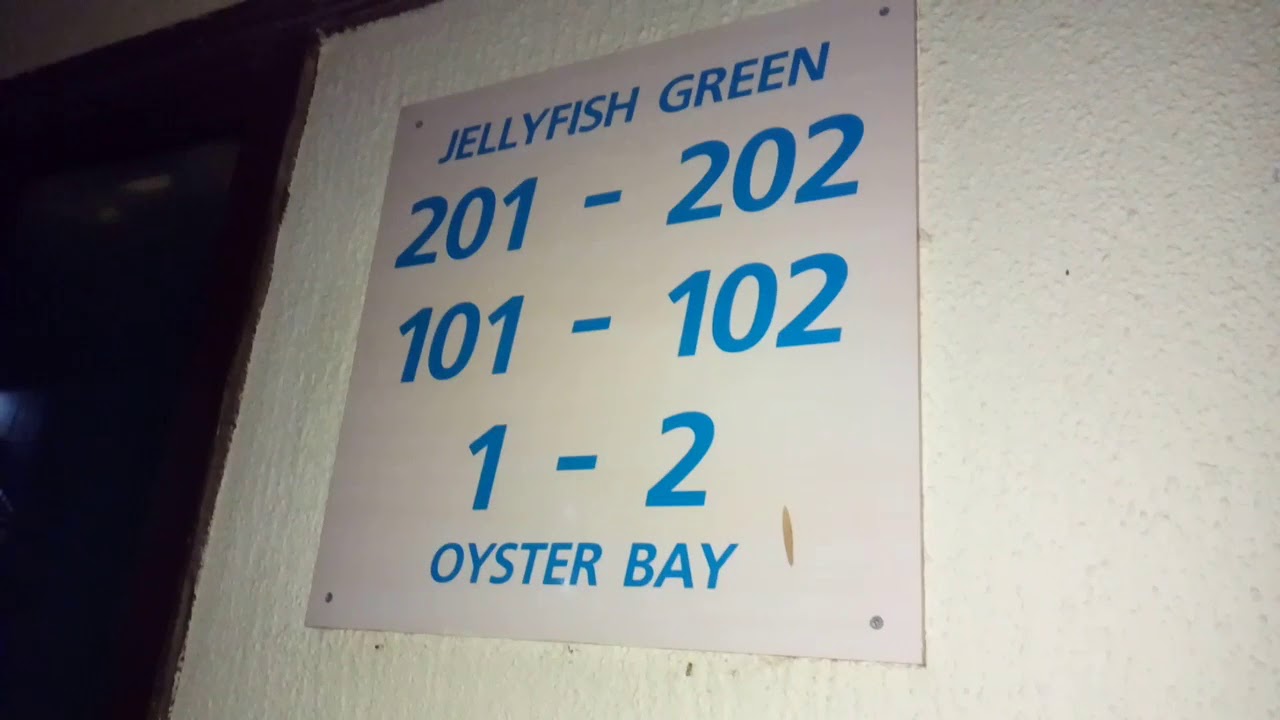 JELLYFISH GREEN
201 - 202
101 - 102
1 - 2
OYSTER BAY